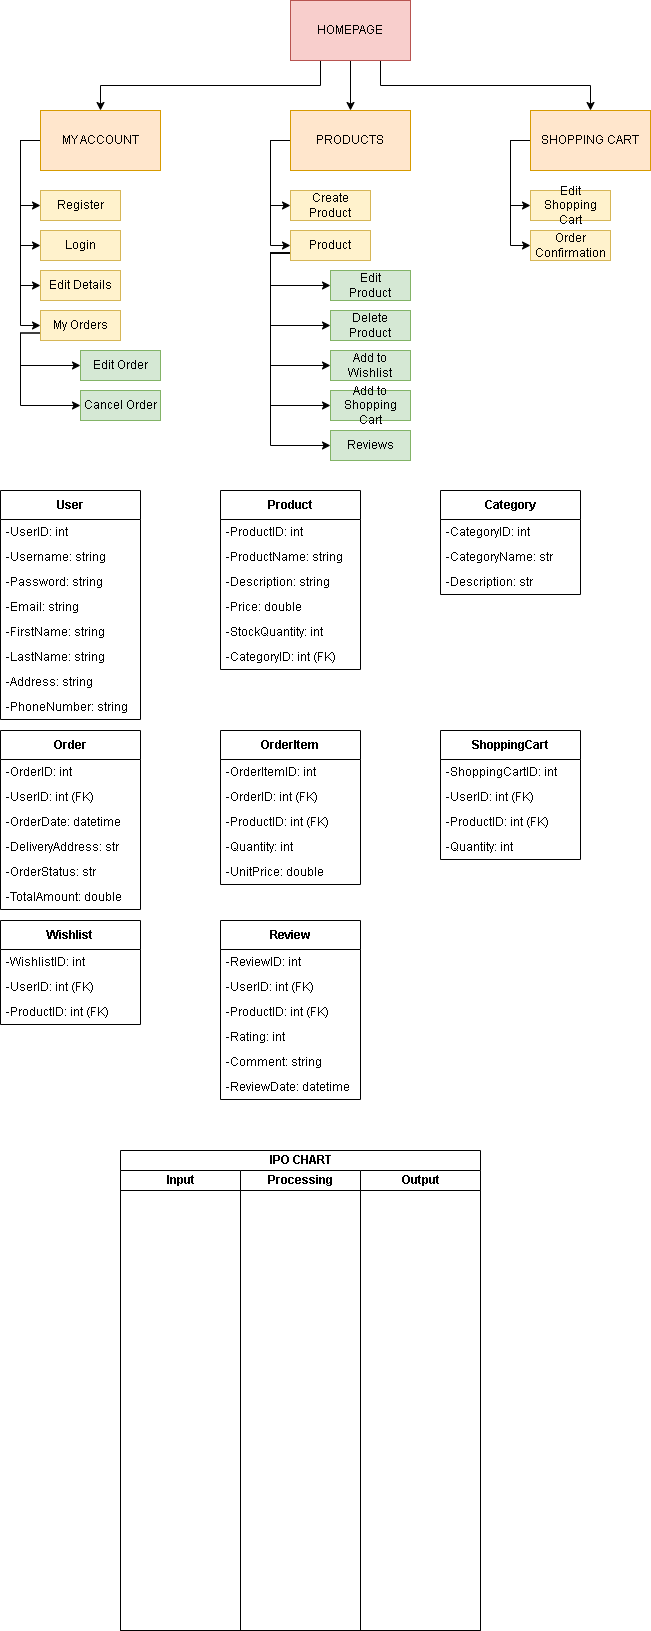 HOMEPAGE
MY ACCOUNT
PRODUCTS
SHOPPING CART
Register
Login
Edit Details
My Orders
Edit Order
Cancel Order
Create
Product
Product
Edit
Product
Delete
Product
Add to
Wishlist
Add to
Shopping
Cart
Reviews
Edit
Shopping
Cart
Order
Confirmation
User
-UserID: int
-Username: string
-Password: string
-Email: string
-FirstName: string
-LastName: string
-Address: string
-PhoneNumber: string
Product
-ProductID: int
-ProductName: string
-Description: string
-Price: double
-StockQuantity: int
-CategoryID: int (FK)
Category
-CategoryID: int
-CategoryName: str
-Description: str
Order
-OrderID: int
-UserID: int (FK)
-OrderDate: datetime
-DeliveryAddress: str
-OrderStatus: str
-TotalAmount: double
OrderItem
-OrderItemID: int
-OrderID: int (FK)
-ProductID: int (FK)
-Quantity: int
-UnitPrice: double
ShoppingCart
-ShoppingCartID: int
-UserID: int (FK)
-ProductID: int (FK)
-Quantity: int
Wishlist
-WishlistID: int
-UserID: int (FK)
-ProductID: int (FK)
Review
-ReviewID: int
-UserID: int (FK)
-ProductID: int (FK)
-Rating: int
-Comment: string
-ReviewDate: datetime
IPO CHART
Input
Processing
Output